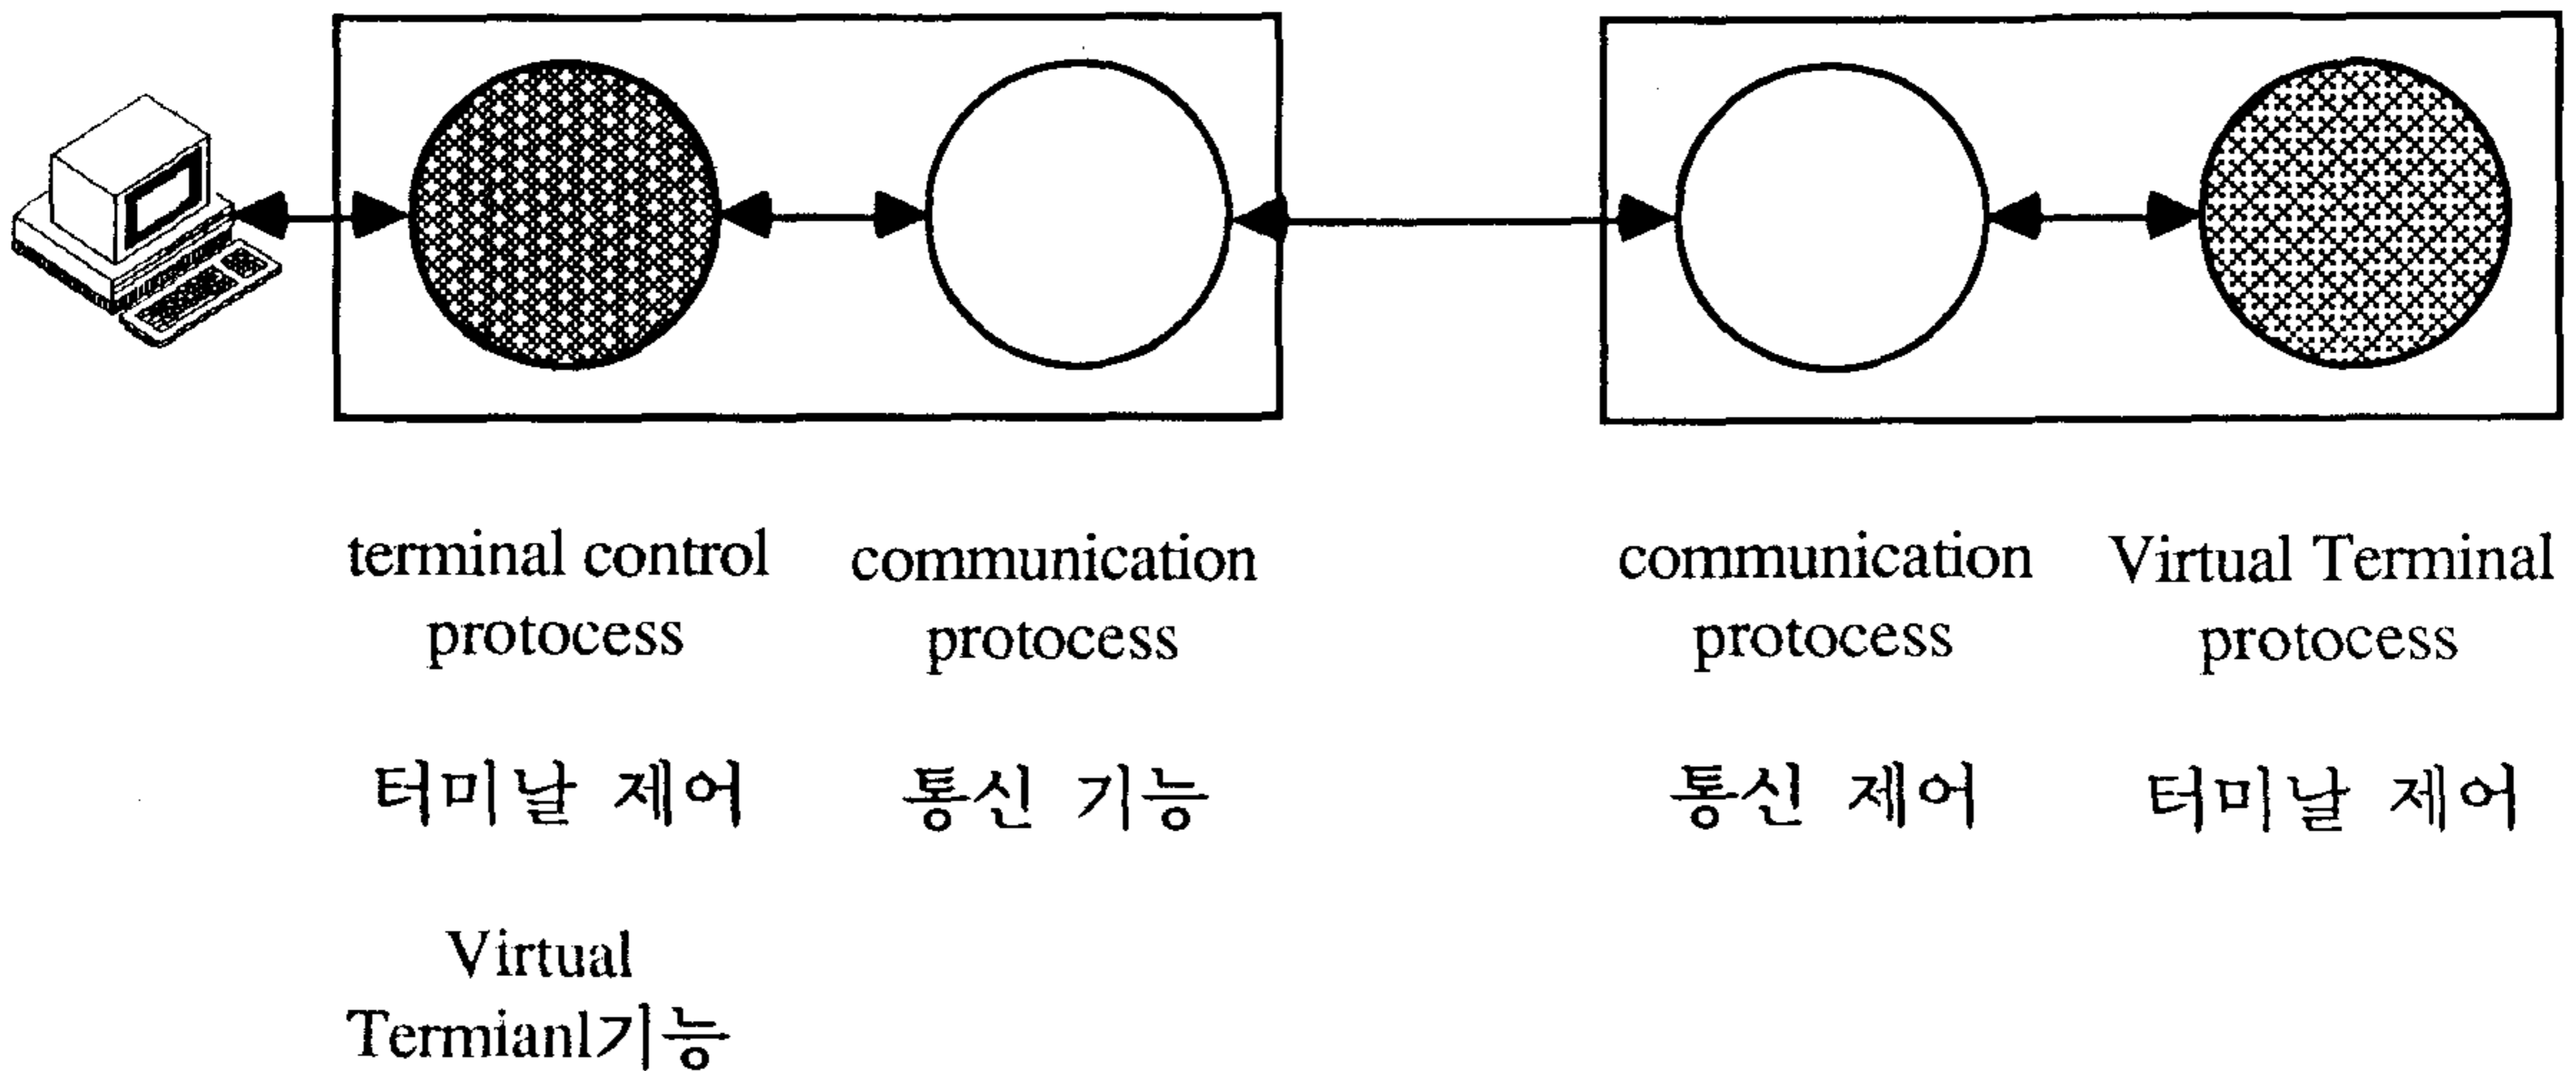 terminal control
protocess
communication
protocess
communication
protocess
Virtual Terminal
protocess
터미날 제어
통신 기능
통신 제어
터미날 제어
Virtual
Termianl기능